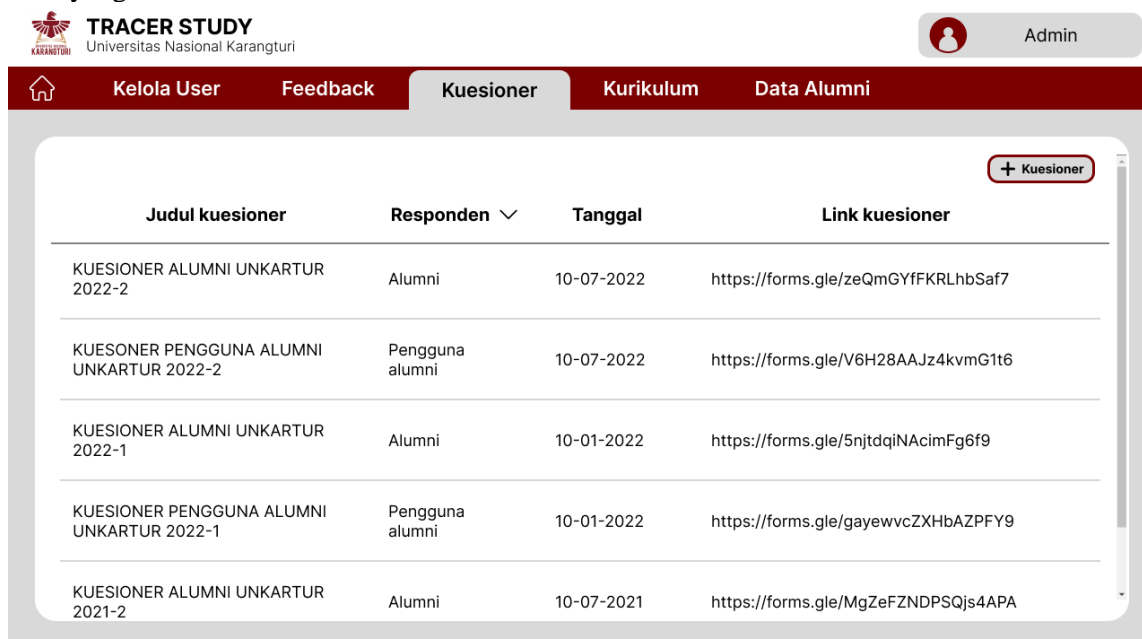 TRACER STUDY
Universitas Nasional Karangturi
KARANGTURI
Admin
Kelola User
Feedback
Kuesioner
Kurikulum
Data Alumni
+ Kuesioner
Judul kuesioner
Responden
Tanggal
Link kuesioner
KUESIONER ALUMNI UNKARTUR
2022-2
Alumni
10-07-2022
https://forms.gle/zeQmGYfFKRLhbSaf7
KUESONER PENGGUNA ALUMNI
UNKARTUR 2022-2
Pengguna
alumni
10-07-2022
https://forms.gle/V6H28AAJz4kvmG1t6
KUESIONER ALUMNI UNKARTUR
2022-1
Alumni
10-01-2022
https://forms.gle/5njtdqiNAcimFg6f9
KUESIONER PENGGUNA ALUMNI
UNKARTUR 2022-1
Pengguna
alumni
10-01-2022
https://forms.gle/gayewvcZXHbAZPFY9
KUESIONER ALUMNI UNKARTUR
2021-2
Alumni
10-07-2021
https://forms.gle/MgZeFZNDPSQjs4APA